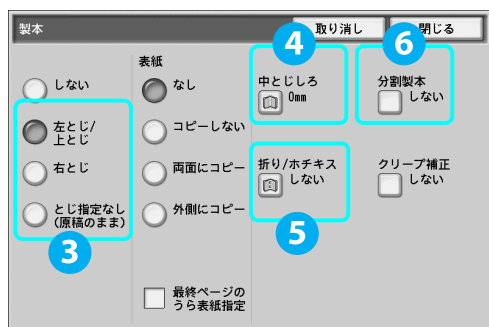 製本
取り消し
閉じる
しない
左とじ/
上とじ
右とじ
とじ指定なし
(原稿のまま)
3
表紙
なし
コピーしない
両面にコピー
外側にコピー
最終ページの
うら表紙指定
4
中とじしろ
0mm
折り/ホチキス
しない
5
6
分割製本
しない
クリープ補正
しない